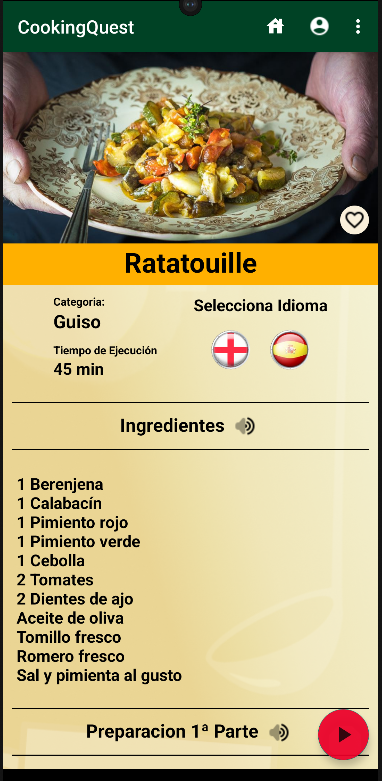 CookingQuest
Ratatouille
Categoria:
Guiso
Tiempo de Ejecución
45 min
Selecciona Idioma
Ingredientes
1 Berenjena
1 Calabacín
1 Pimiento rojo
1 Pimiento verde
1 Cebolla
2 Tomates
2 Dientes de ajo
Aceite de oliva
Tomillo fresco
Romero fresco
Sal y pimienta al gusto
Preparacion 1ª Parte